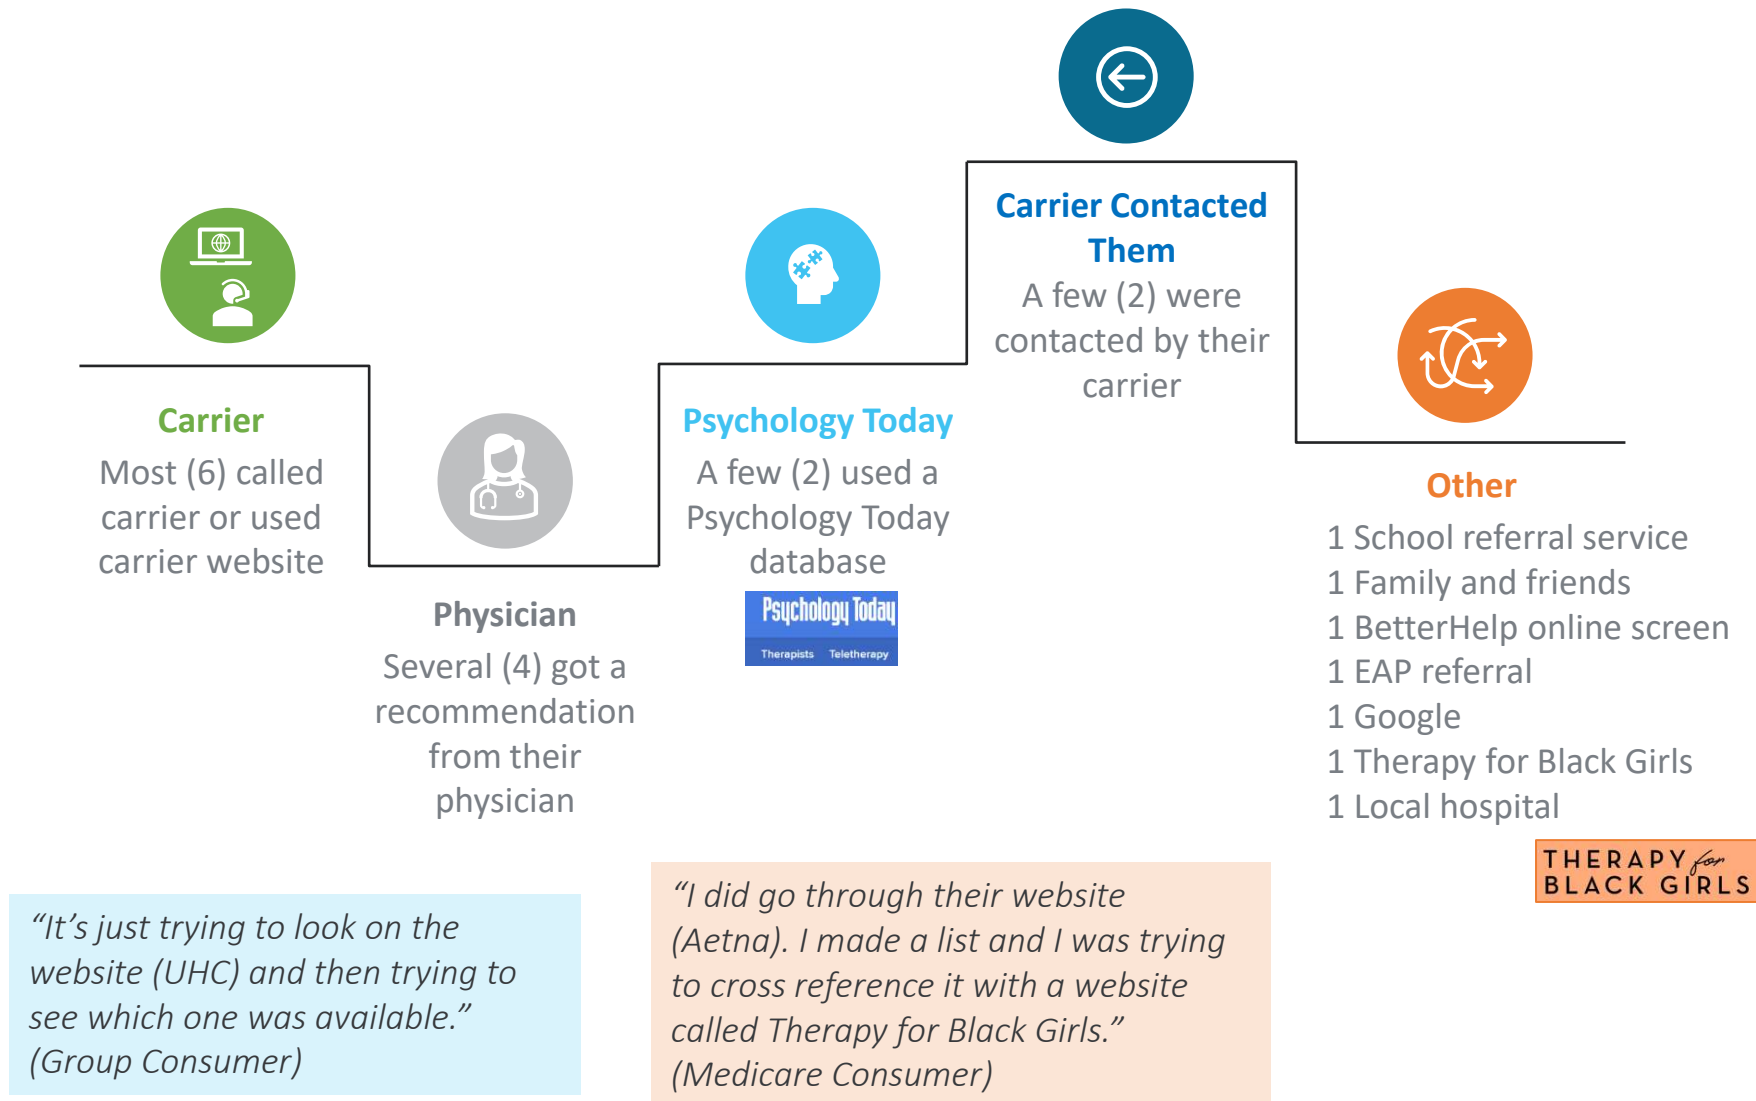 Carrier
Most (6) called
carrier or used
carrier website
Physician
Several (4) got a
recommendation
from their
physician
Psychology Today
A few (2) used a
Psychology Today
database
Psychology Today
Therapists Teletherapy
Carrier Contacted
Them
A few (2) were
contacted by their
carrier
Other
1 School referral service
1 Family and friends
1 BetterHelp online screen
1 EAP referral
1 Google
1 Therapy for Black Girls
1 Local hospital
THERAPY for
BLACK GIRLS
“It’s just trying to look on the
website (UHC) and then trying to
see which one was available.”
(Group Consumer)
“I did go through their website
(Aetna). I made a list and I was trying
to cross reference it with a website
called Therapy for Black Girls.”
(Medicare Consumer)